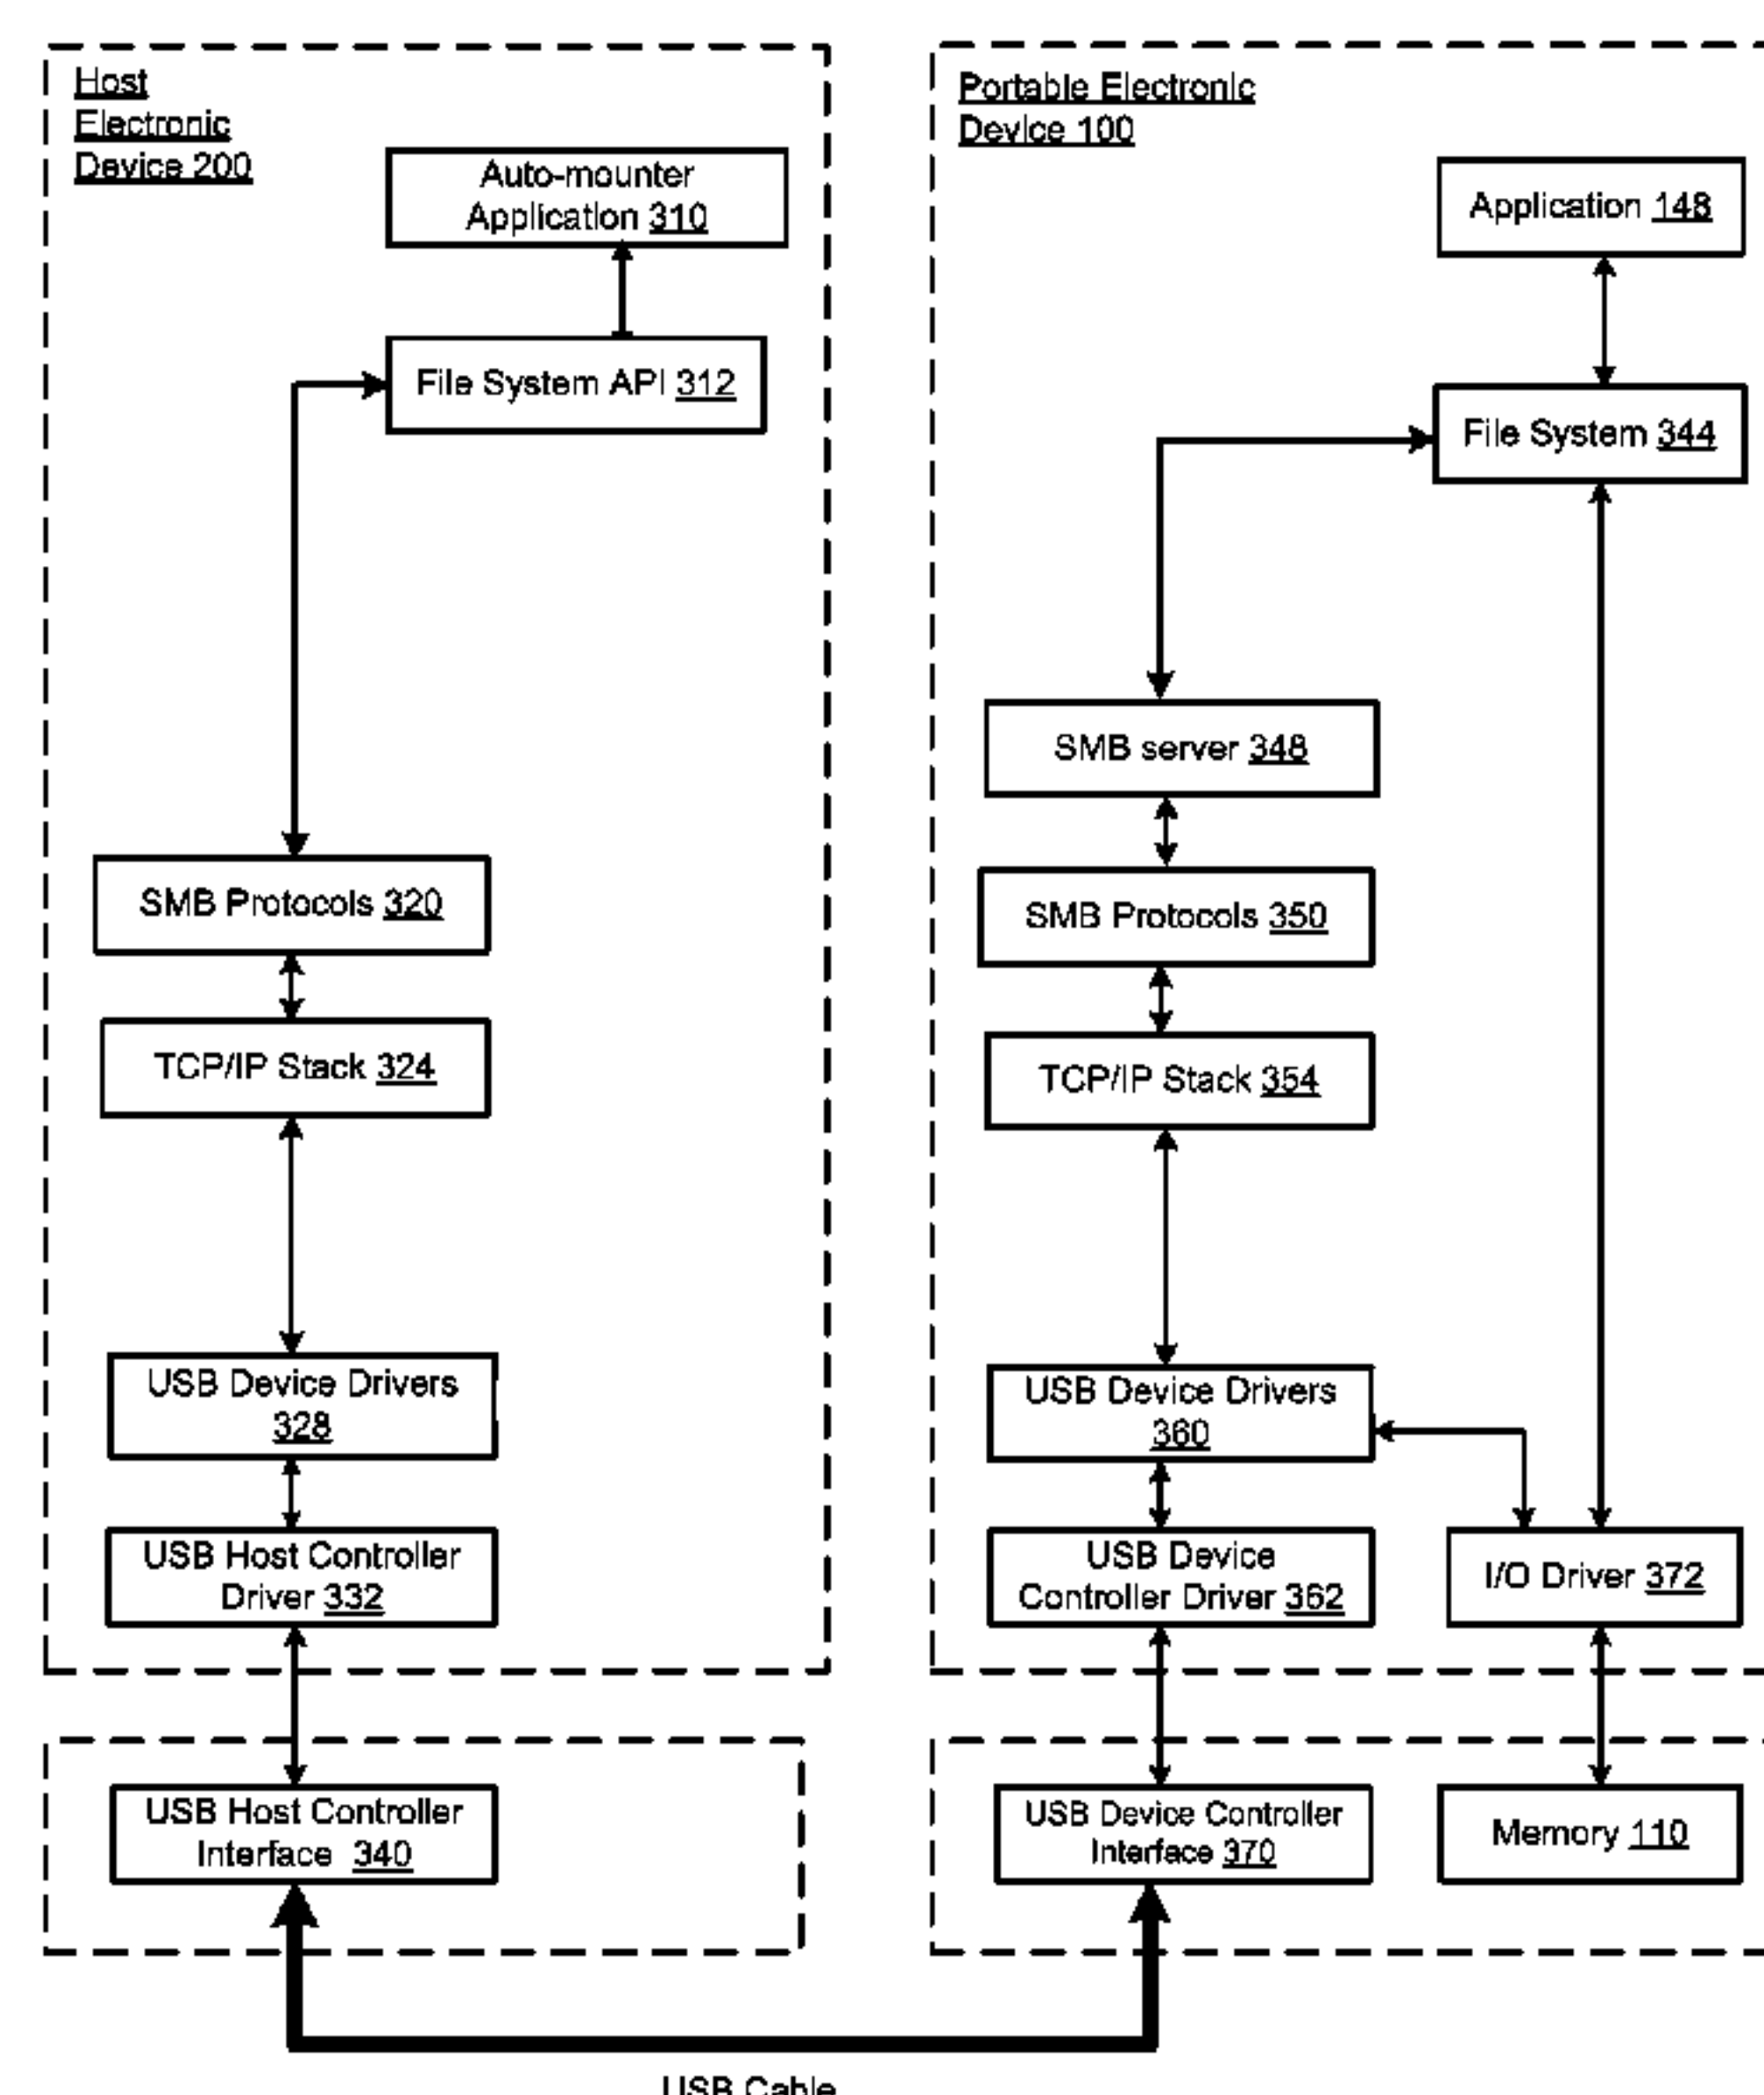 Host
Electronic
Device 200
Auto-mounter
Application 310
File System API 312
SMB Protocols 320
TCP/IP Stack 324
USB Device Drivers
328
USB Host Controller
Driver 332
USB Host Controller
Interface 340
Portable Electronic
Device 100
Application 148
File System 344
SMB server 348
SMB Protocols 350
TCP/IP Stack 354
USB Device Drivers
360
USB Device
Controller Driver 362
I/O Driver 372
USB Device Controller
Interface 370
Memory 110
USB Cable